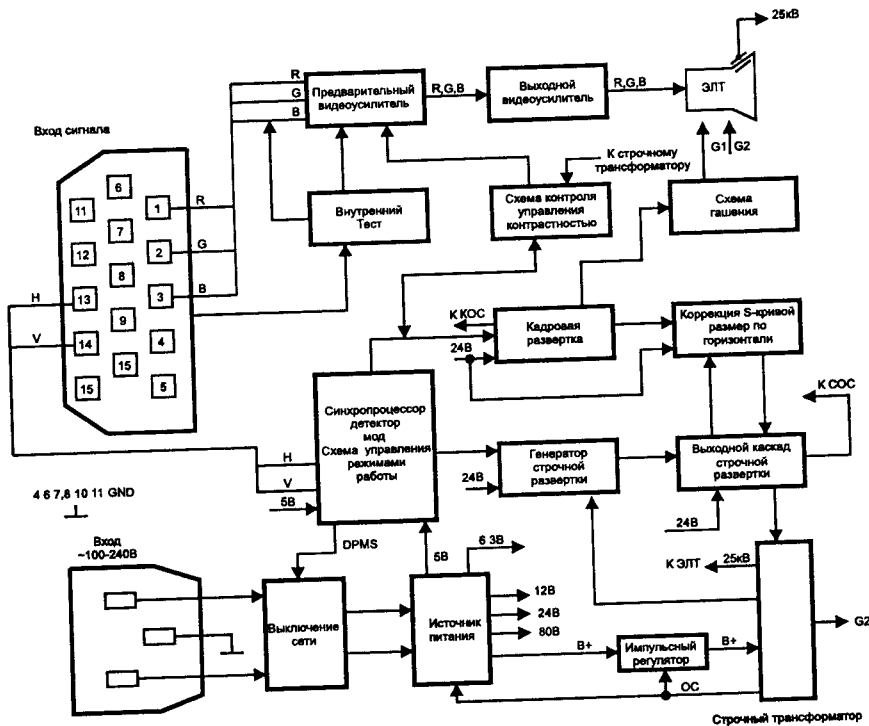 25кВ
R
G
B
Предварительный
видеоусилитель
R,G,B
Выходной
видеоусилитель
R,G,B
ЭЛТ
G1
G2
Вход сигнала
6
11
1
R
7
12
2
G
8
H
13
3
B
9
V
14
4
15
15
5
Внутренний
Тест
К строчному
трансформатору
Схема контроля
управления
контрастностью
Схема
гашения
К КОС
24В
Кадровая
развертка
Коррекция S-кривой
размер по
горизонтали
К СОС
Синхропроцессор
детектор
мод
Схема управления
режимами
работы
H
V
5В
Генератор
строчной
развертки
24В
Выходной каскад
строчной
развертки
24В
4 6 7,8 10 11 GND
Вход
~100-240В
DPMS
5В
6 3В
Выключение
сети
Источник
питания
12В
24В
80В
В+
Импульсный
регулятор
В+
ОС
К ЭЛТ
25кВ
G2
Строчный трансформатор